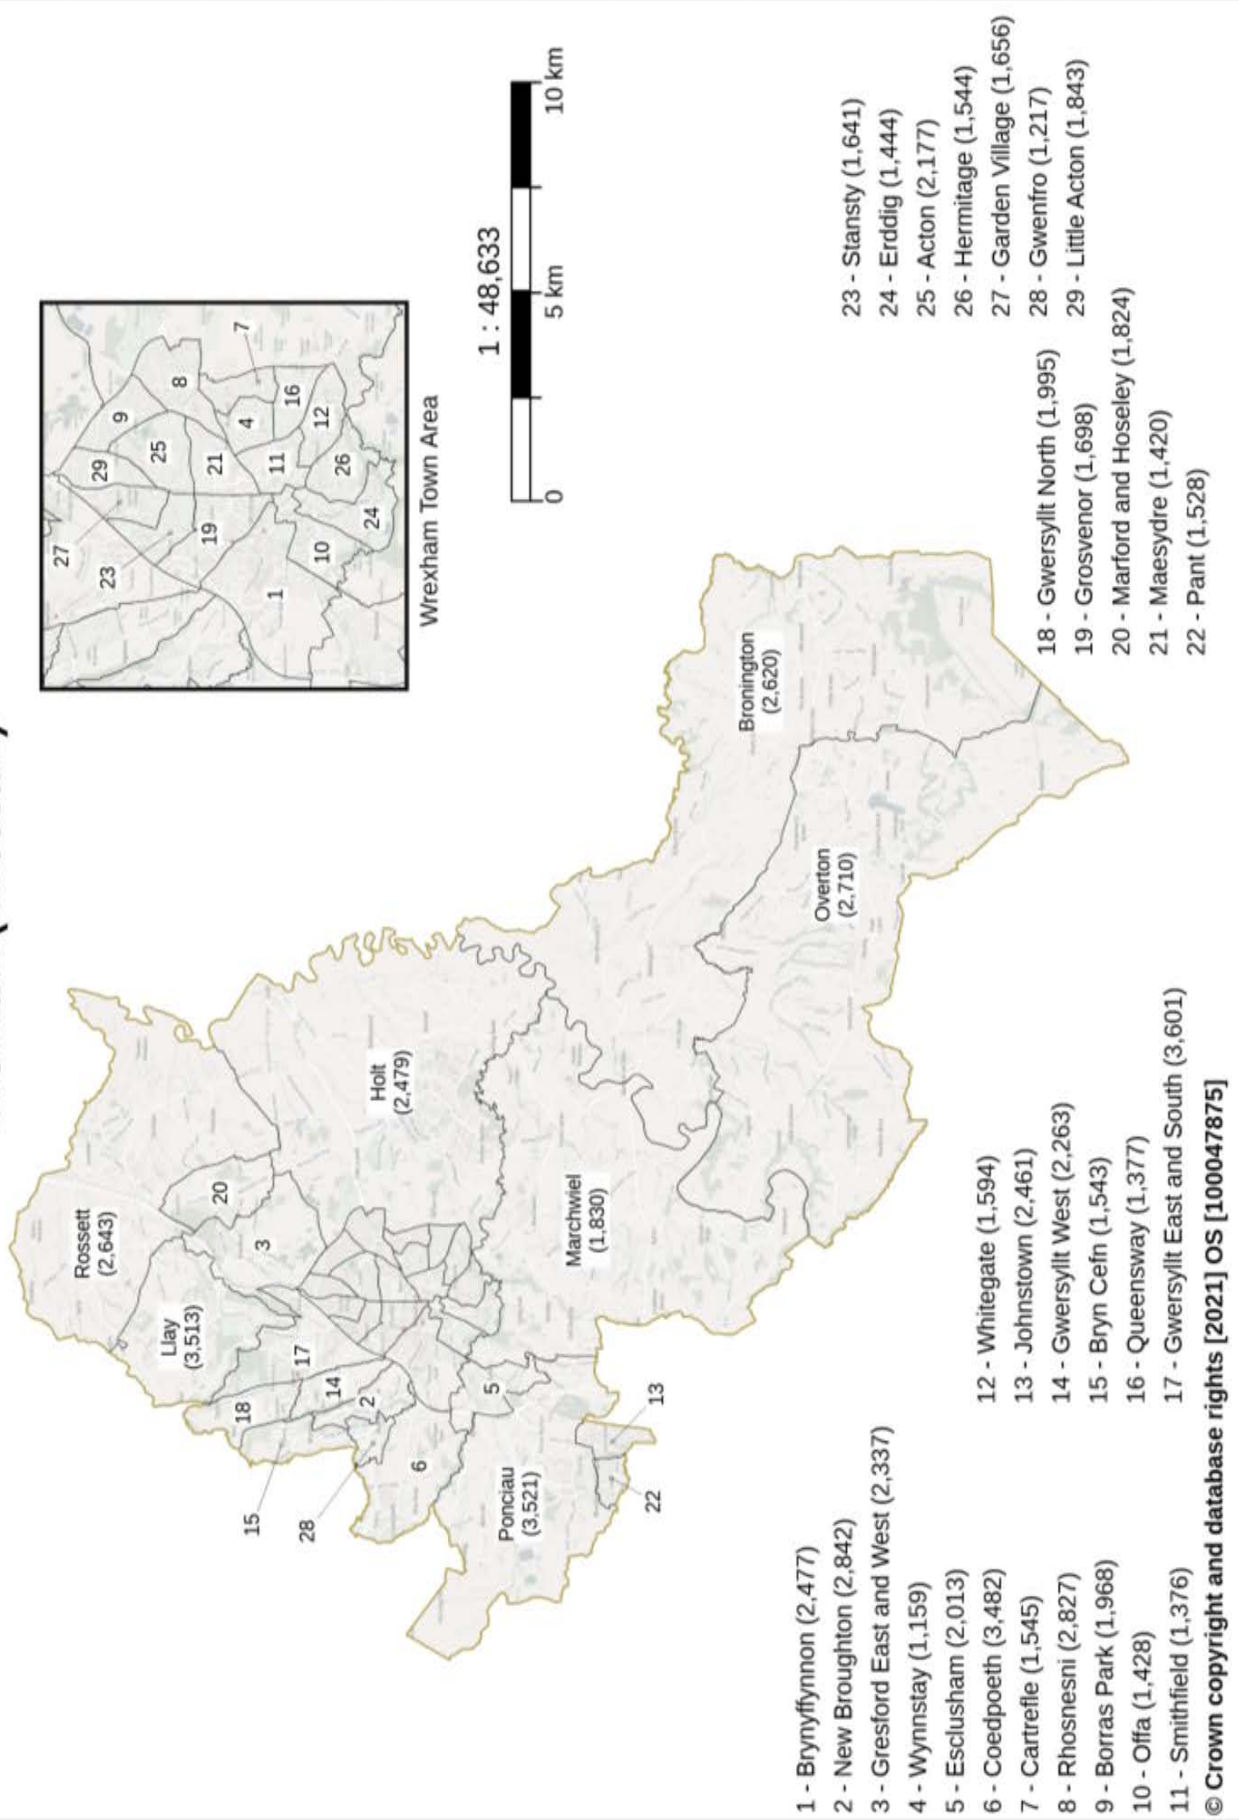 Wrexham Town Area
27
23
29
9
25
8
7
19
21
4
16
1
10
11
12
24
26
1 : 48,633
0
5 km
10 km
Rossett
(2,643)
Llay
(3,513)
20
3
18
17
14
2
15
28
6
5
Holt
(2,479)
Marchwiel
(1,830)
Ponciau
(3,521)
13
22
Bronington
(2,620)
Overton
(2,710)
1 - Brynyffynnon (2,477)
2 - New Broughton (2,842)
3 - Gresford East and West (2,337)
4 - Wynnstay (1,159)
5 - Esclusham (2,013)
6 - Coedpoeth (3,482)
7 - Cartrefle (1,545)
8 - Rhosnesni (2,827)
9 - Borras Park (1,968)
10 - Offa (1,428)
11 - Smithfield (1,376)
12 - Whitegate (1,594)
13 - Johnstown (2,461)
14 - Gwersyllt West (2,263)
15 - Bryn Cefn (1,543)
16 - Queensway (1,377)
17 - Gwersyllt East and South (3,601)
18 - Gwersyllt North (1,995)
19 - Grosvenor (1,698)
20 - Marford and Hoseley (1,824)
21 - Maesydre (1,420)
22 - Pant (1,528)
23 - Stansty (1,641)
24 - Erddig (1,444)
25 - Acton (2,177)
26 - Hermitage (1,544)
27 - Garden Village (1,656)
28 - Gwenfro (1,217)
29 - Little Acton (1,843)
© Crown copyright and database rights [2021] OS [100047875]